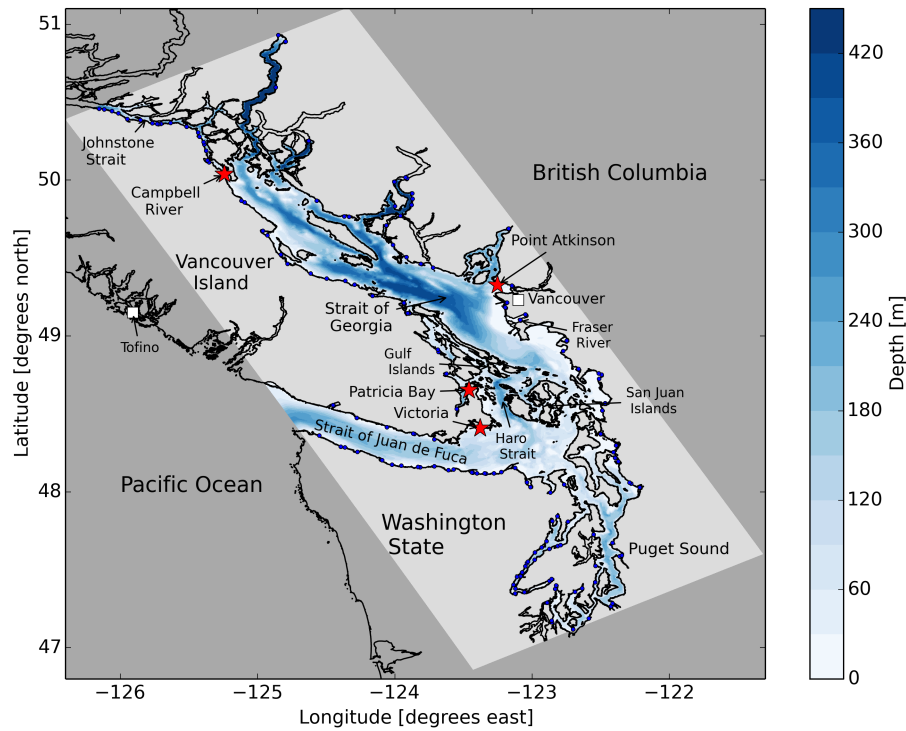 51
50
49
48
47
Latitude [degrees north]
−126
−125
−124
−123
−122
Longitude [degrees east]
Johnstone
Strait
Campbell
River
British Columbia
Point Atkinson
Vancouver
Island
Vancouver
Strait of
Georgia
Fraser
River
Tofino
Gulf
Islands
Patricia Bay
San Juan
Islands
Victoria
Haro
Strait
Strait of Juan de Fuca
Pacific Ocean
Washington
State
Puget Sound
420
360
300
240
180
120
60
0
Depth [m]